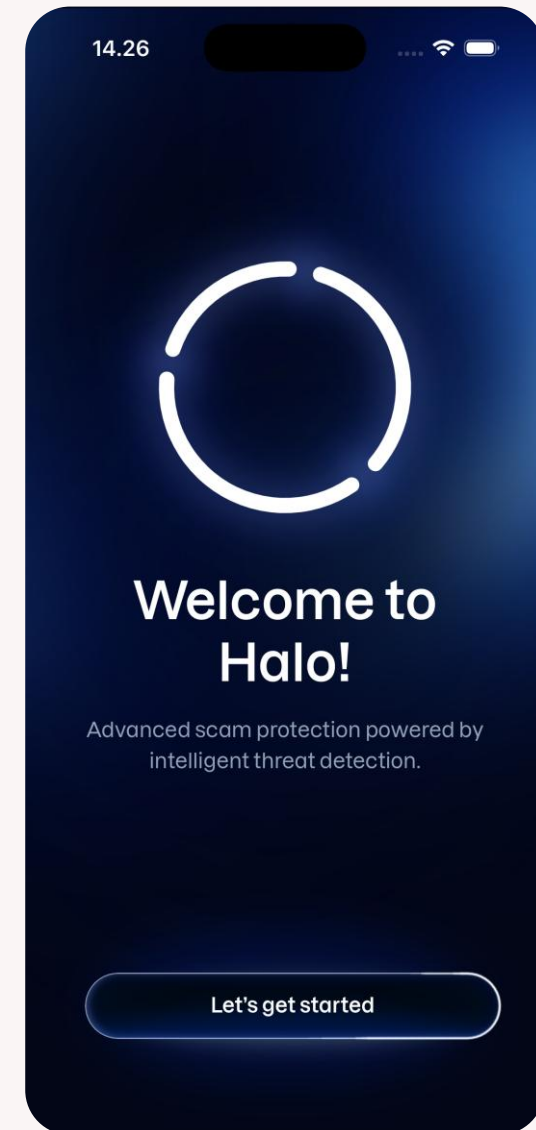 14.26
Welcome to
Halo!
Advanced scam protection powered by
intelligent threat detection.
Let's get started